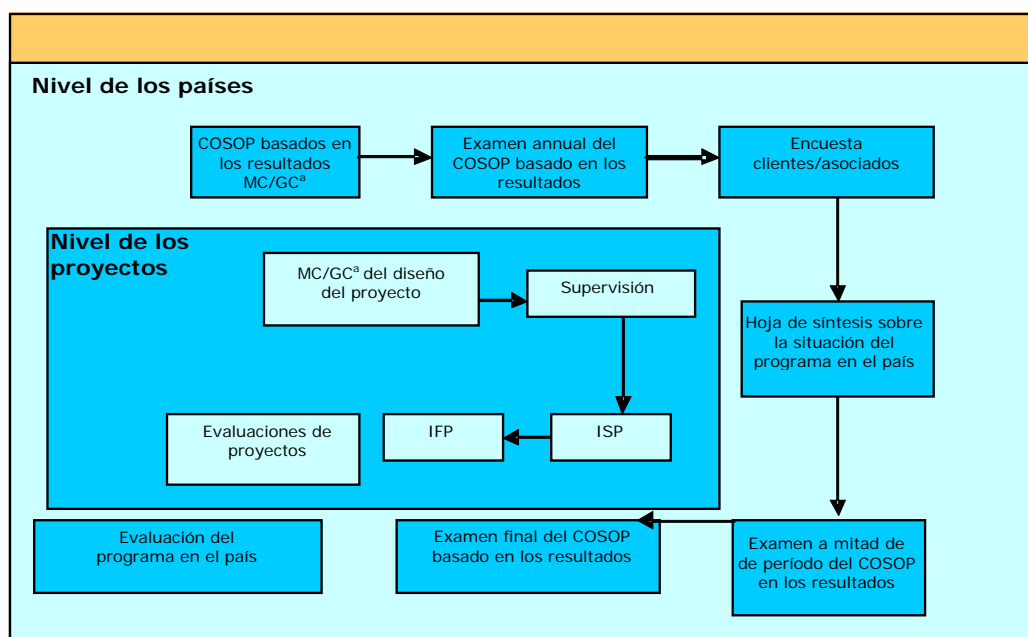 Nivel de los países
COSOP basados en
los resultados
MC/GCª
Examen annual del
COSOP basado en los
resultados
Encuesta
clientes/asociados
Nivel de los
proyectos
MC/GCª del diseño
del proyecto
Supervisión
Hoja de síntesis sobre
la situación del
programa en el país
Evaluaciones de
proyectos
IFP
ISP
Evaluación del
programa en el país
Examen final del COSOP
basado en los resultados
Examen a mitad de
de período del COSOP
en los resultados